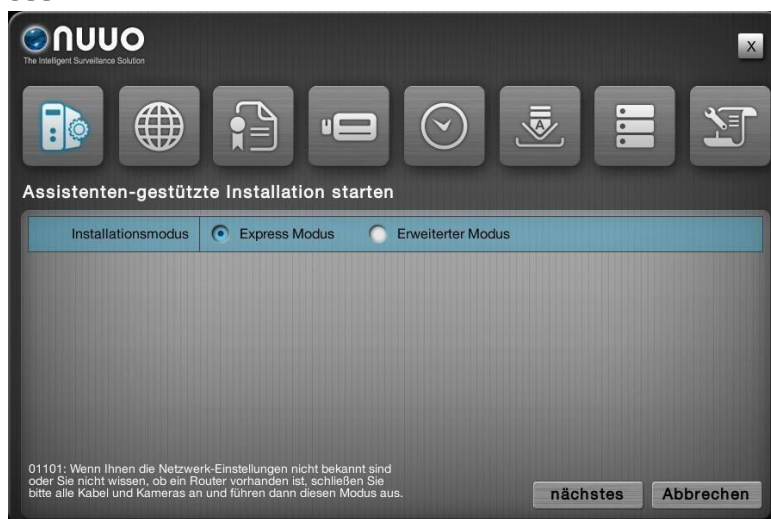 nuuo
The Intelligent Surveillance Solution
X
A
Assistenten-gestützte Installation starten
Installationsmodus Express Modus Erweiterter Modus
01101: Wenn Ihnen die Netzwerk-Einstellungen nicht bekannt sind
oder Sie nicht wissen, ob ein Router vorhanden ist, schließen Sie
bitte alle Kabel und Kameras an und führen dann diesen Modus aus.
nächstes Abbrechen